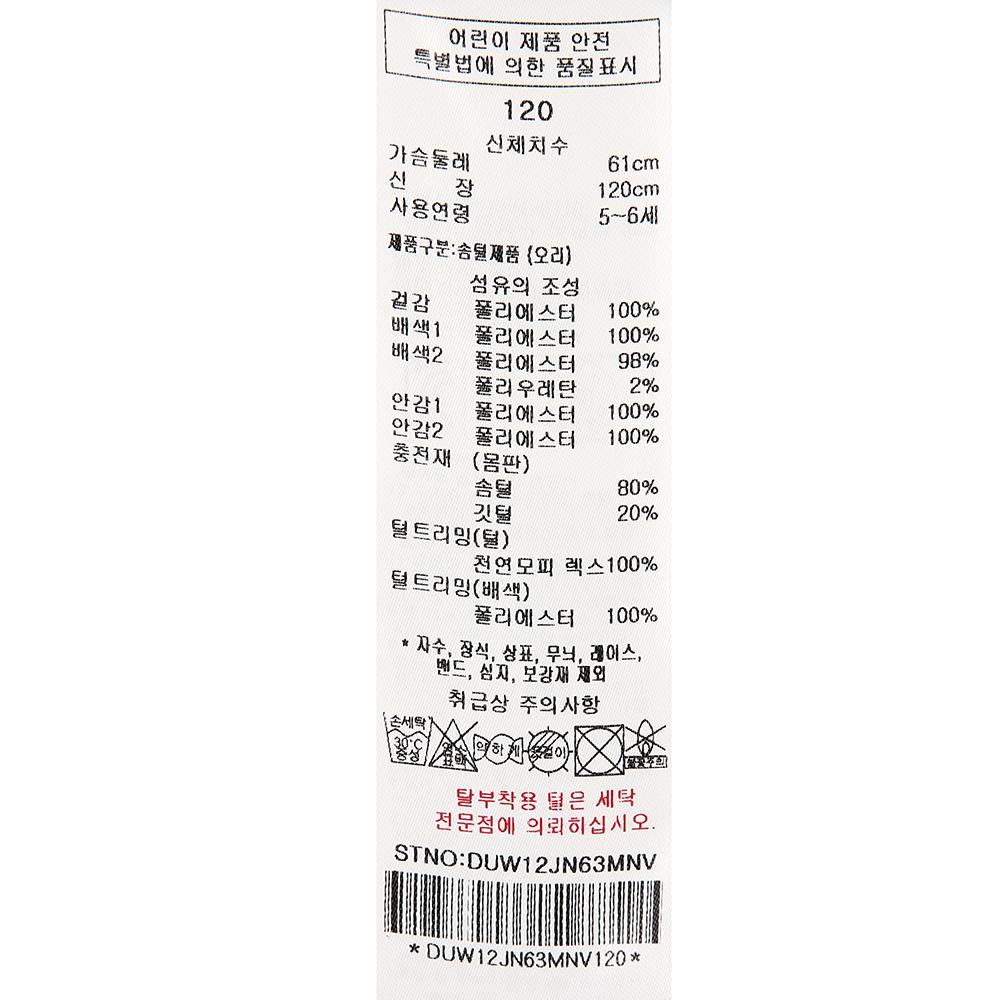 어린이 제품 안전
특별법에 의한 품질표시
120
신체치수
가슴둘레 61cm
신 장 120cm
사용연령 5~6세
제품구분:솜털제품 (오리)
섬유의 조성
겉감 폴리에스터 100%
배색1 폴리에스터 100%
배색2 폴리에스터 98%
폴리우레탄 2%
안감1 폴리에스터 100%
안감2 폴리에스터 100%
충전재 (몸판)
솜털 80%
깃털 20%
털트리밍(털)
천연모피 렉스100%
털트리밍(배색)
폴리에스터 100%
* 자수, 장식, 상표, 무늬, 레이스,
밴드, 심지, 보강재 제외
취급상 주의사항
손세탁
30℃
중성
염소
표백
약하게
옷걸이
탈부착용 털은 세탁
전문점에 의뢰하십시오.
STNO:DUW12JN63MNV
*DUW12JN63MNV120*